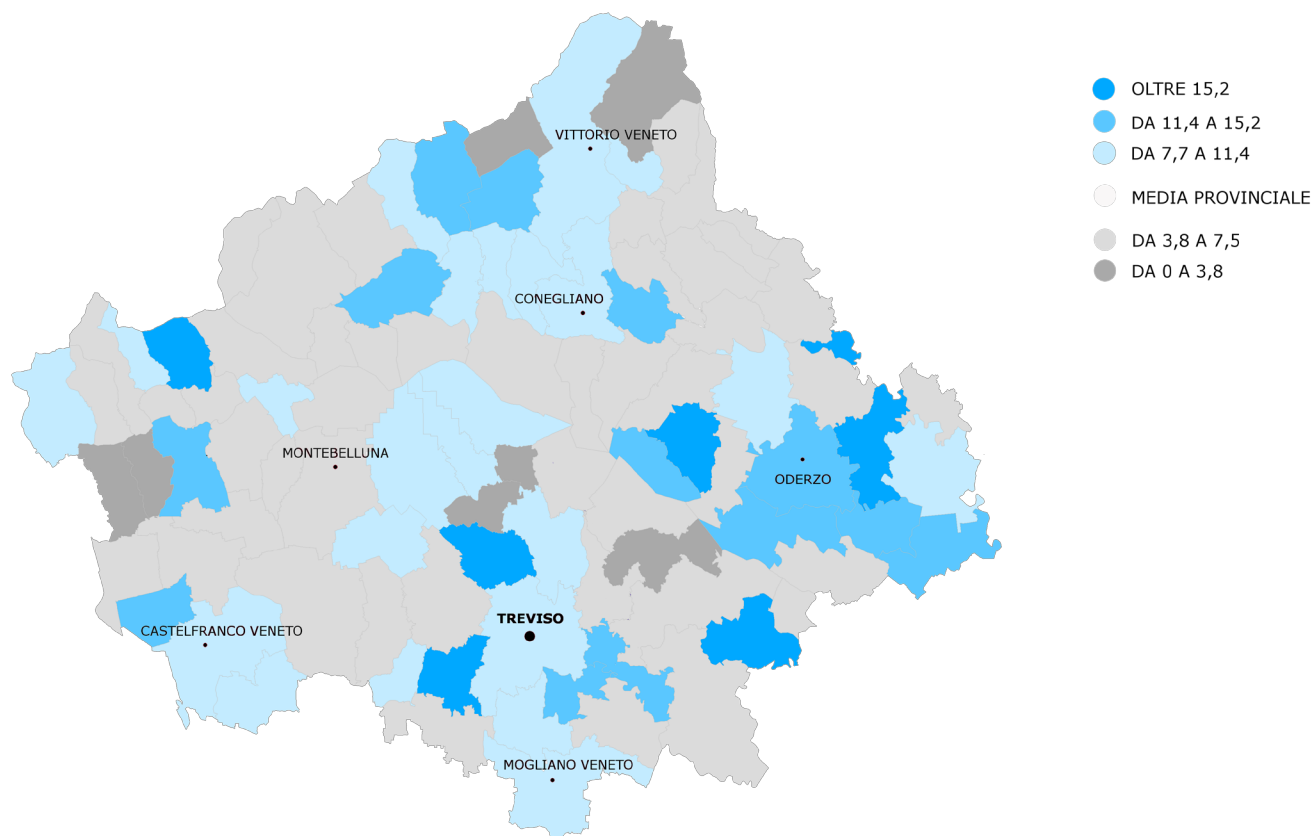 OLTRE 15,2
DA 11,4 A 15,2
DA 7,7 A 11,4
MEDIA PROVINCIALE
DA 3,8 A 7,5
DA 0 A 3,8
VITTORIO VENETO
CONEGLIANO
MONTEBELLUNA
ODERZO
TREVISO
CASTELFRANCO VENETO
MOGLIANO VENETO